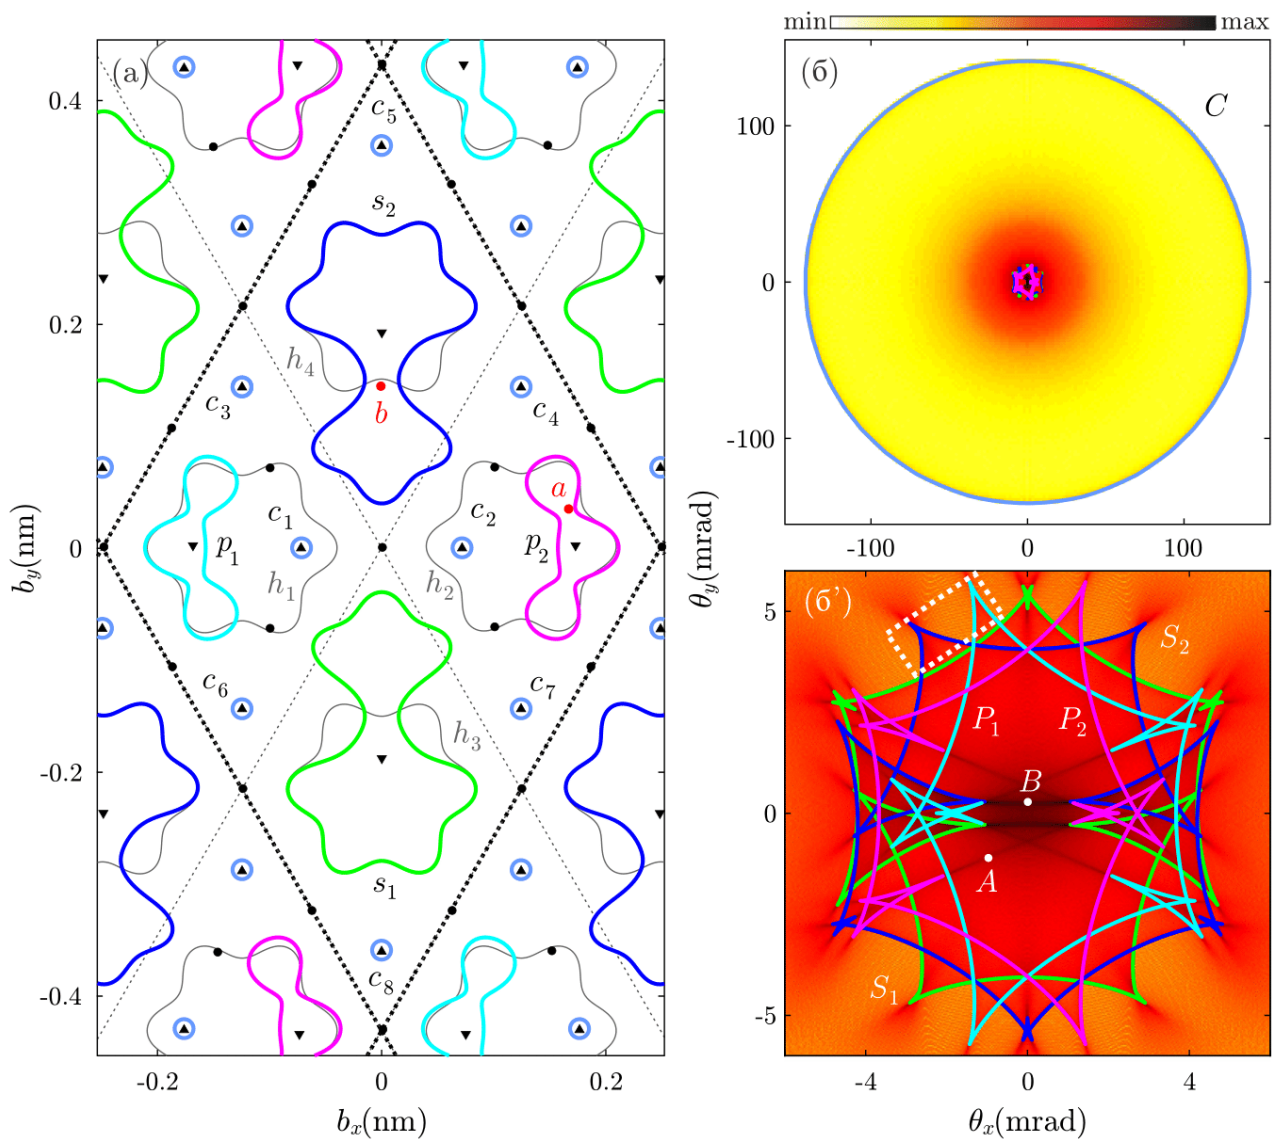 min max
(а)
(б)
C
100
0
-100
-100 0 100
θy(mrad)
0.4
0.2
0
-0.2
-0.4
by(nm)
c5
s2
h4
b
c3
c4
a
c1
c2
p1
p2
h1
h2
c6
c7
h3
s1
c8
-0.2 0 0.2
bx(nm)
(б')
S2
P1
P2
B
A
S1
5
0
-5
-4 0 4
θx(mrad)